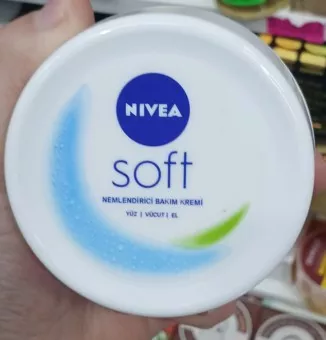 NIVEA
soft
NEMLENDİRİCİ BAKIM KREMİ
YÜZ | VÜCUT | EL